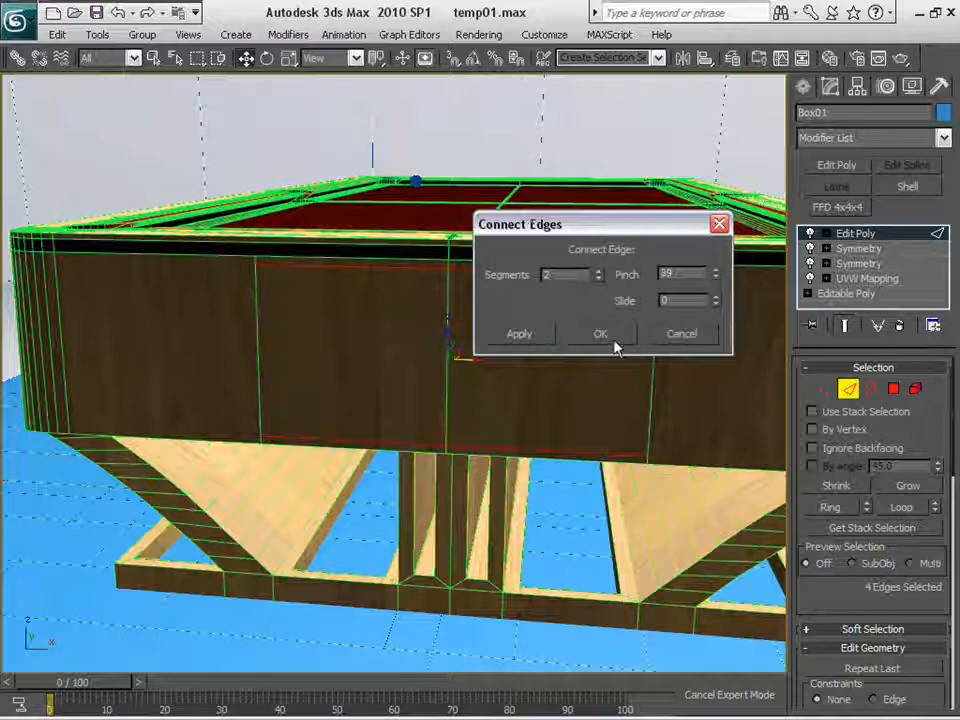 Autodesk 3ds Max 2010 SP1 temp01.max
Type a keyword or phrase
Edit Tools Group Views Create Modifiers Animation Graph Editors Rendering Customize MAXScript Help
All View Create Selection Se
Box01
Modifier List
Edit Poly Edit Spline
Lathe Shell
FFD 4x4x4
Edit Poly
Symmetry
Symmetry
UVW Mapping
Editable Poly
Connect Edges
Connect Edge:
Segments 2 Pinch 89
Slide 0
Apply OK Cancel
Selection
Use Stack Selection
By Vertex
Ignore Backfacing
By angle: 45.0
Shrink Grow
Ring Loop
Get Stack Selection
Preview Selection
Off SubObj Multi
4 Edges Selected
Soft Selection
Edit Geometry
Repeat Last
Constraints
None Edge
z
y x
0 / 100
Cancel Expert Mode
0 10 20 30 40 50 60 70 80 90 100